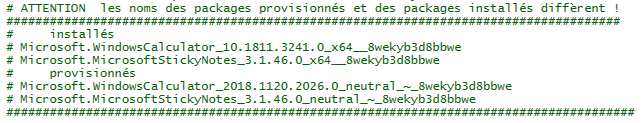 # ATTENTION  les noms des packages provisionnés et des packages installés diffèrent !
################################################################################
#     installés
# Microsoft.WindowsCalculator_10.1811.3241.0_x64__8wekyb3d8bbwe
# Microsoft.MicrosoftStickyNotes_3.1.46.0_x64__8wekyb3d8bbwe
#     provisionnés
# Microsoft.WindowsCalculator_2018.1120.2026.0_neutral_~_8wekyb3d8bbwe
# Microsoft.MicrosoftStickyNotes_3.1.46.0_neutral_~_8wekyb3d8bbwe
##################################################################################